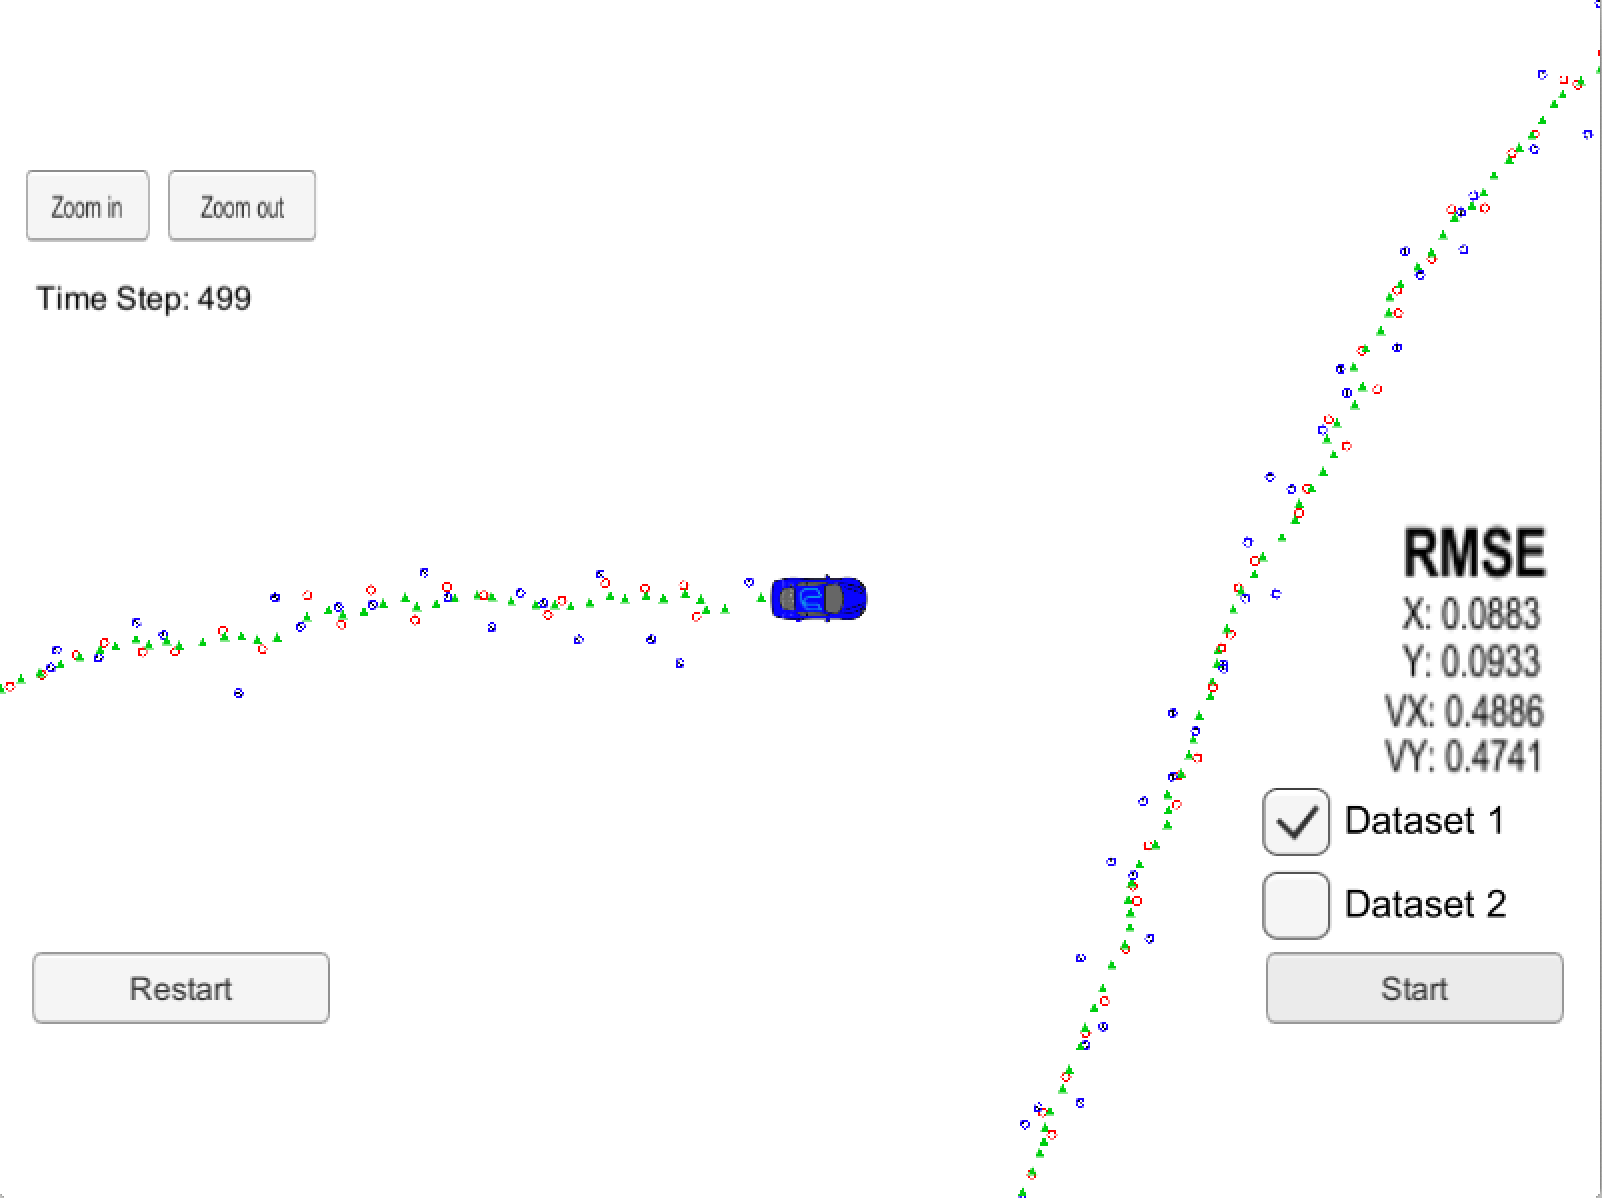 Zoom in
Zoom out
Time Step: 499
RMSE
X: 0.0883
Y: 0.0933
VX: 0.4886
VY: 0.4741
Dataset 1
Dataset 2
Restart
Start